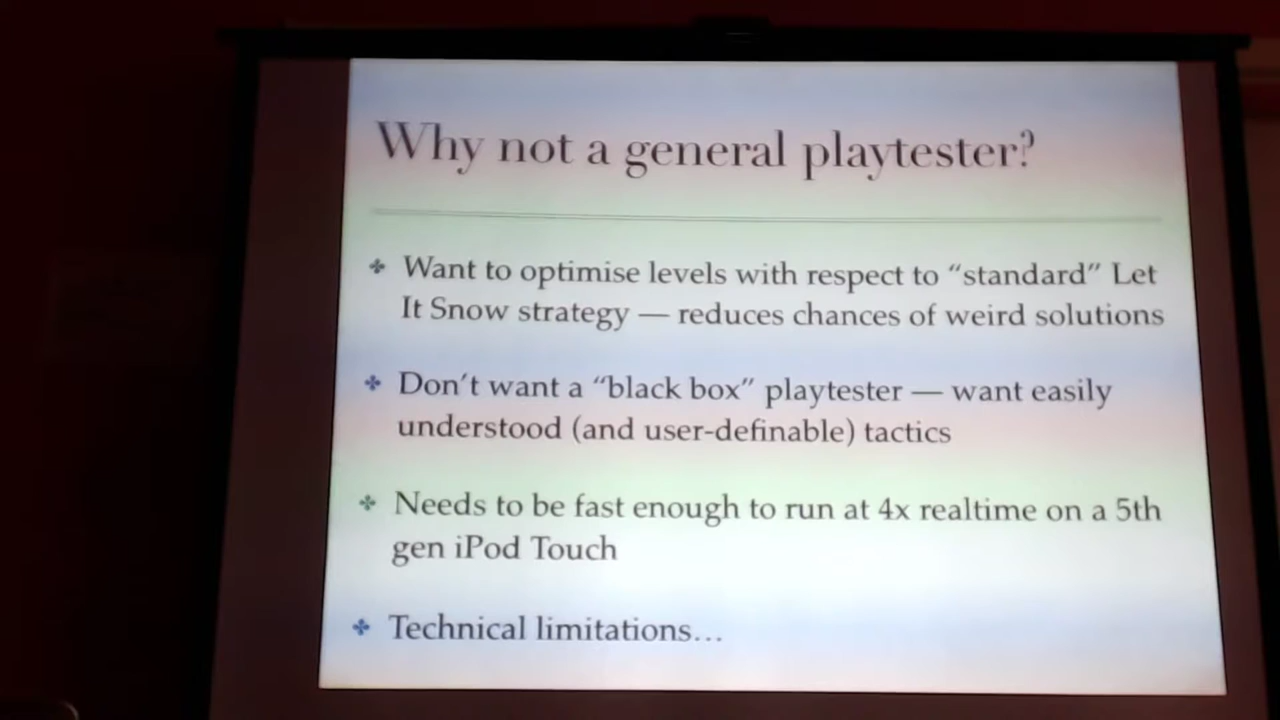 Why not a general playtester?
Want to optimise levels with respect to “standard” Let
It Snow strategy — reduces chances of weird solutions
Don’t want a “black box” playtester — want easily
understood (and user-definable) tactics
Needs to be fast enough to run at 4x realtime on a 5th
gen iPod Touch
Technical limitations…